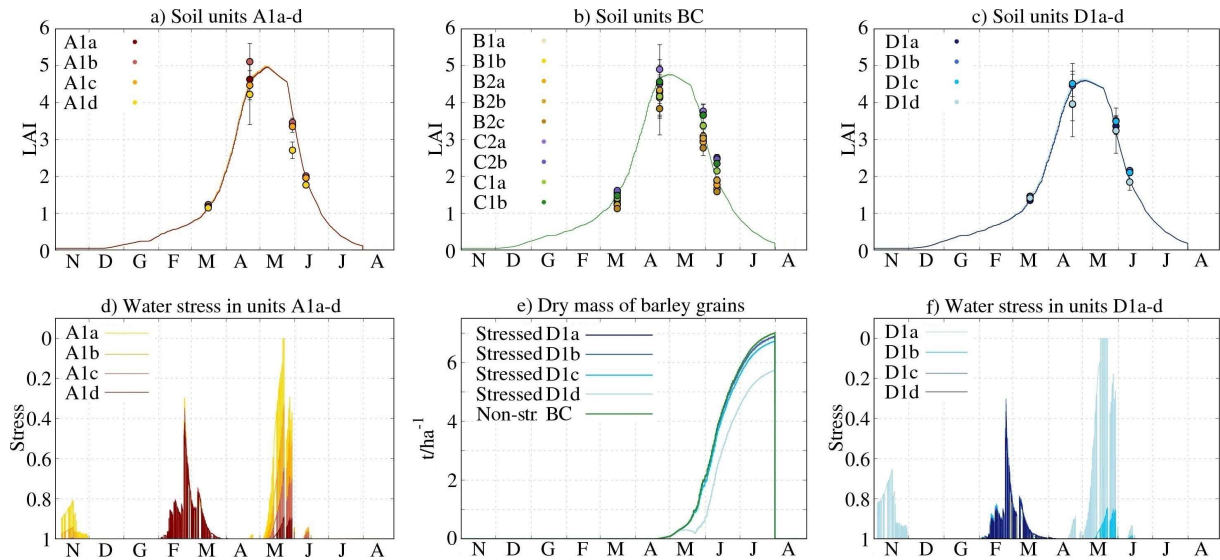 a) Soil units A1a-d
6
5
4
3
2
1
0
LAI
A1a
A1b
A1c
A1d
N D G F M A M J J A
b) Soil units BC
6
5
4
3
2
1
0
LAI
B1a
B1b
B2a
B2b
B2c
C2a
C2b
C1a
C1b
N D G F M A M J J A
c) Soil units D1a-d
6
5
4
3
2
1
0
LAI
D1a
D1b
D1c
D1d
N D G F M A M J J A
d) Water stress in units A1a-d
0
0.2
0.4
0.6
0.8
1
Stress
A1a
A1b
A1c
A1d
N D G F M A M J J A
e) Dry mass of barley grains
6
4
2
0
t/ha⁻¹
Stressed D1a
Stressed D1b
Stressed D1c
Stressed D1d
Non-str. BC
N D G F M A M J J A
f) Water stress in units D1a-d
0
0.2
0.4
0.6
0.8
1
Stress
D1a
D1b
D1c
D1d
N D G F M A M J J A